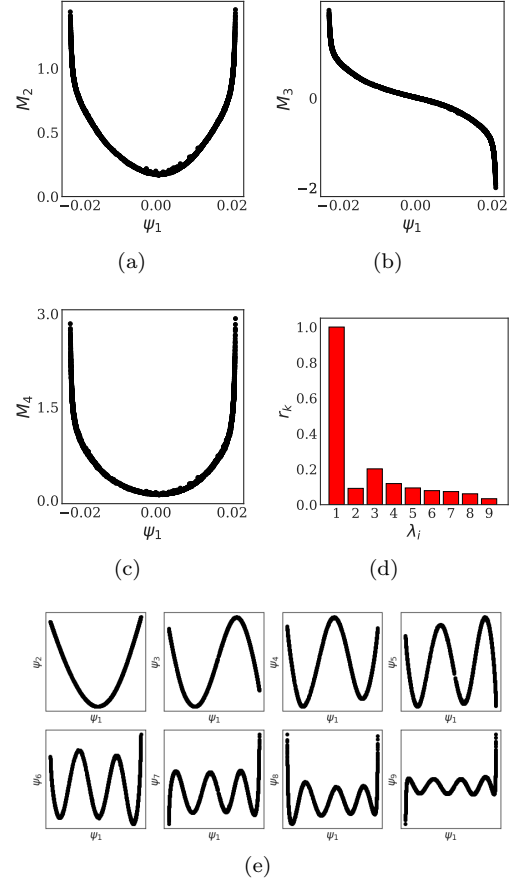 1.0
0.5
0.0
M₂
−0.02 0.00 0.02
ψ₁
(a)
0
−2
M₃
−0.02 0.00 0.02
ψ₁
(b)
3.0
1.5
0.0
M₄
−0.02 0.00 0.02
ψ₁
(c)
1.0
0.8
0.6
0.4
0.2
0.0
rₖ
1 2 3 4 5 6 7 8 9
λᵢ
(d)
ψ₂ ψ₃ ψ₄ ψ₅
ψ₁ ψ₁ ψ₁ ψ₁
ψ₆ ψ₇ ψ₈ ψ₉
ψ₁ ψ₁ ψ₁ ψ₁
(e)